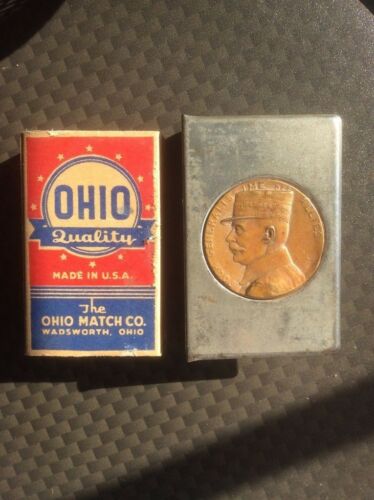 OHIO
Quality
MADE IN U.S.A.
The
OHIO MATCH CO.
WADSWORTH, OHIO